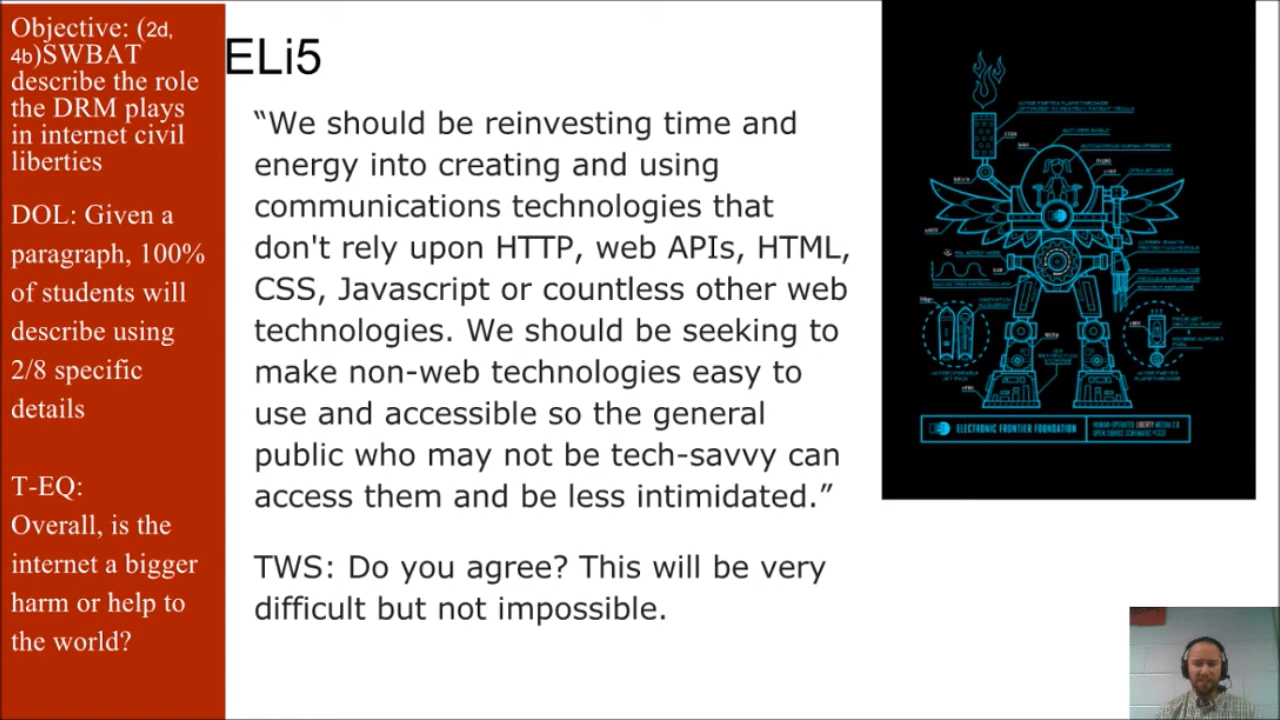 Objective: (2d,
4b)SWBAT
describe the role
the DRM plays
in internet civil
liberties
DOL: Given a
paragraph, 100%
of students will
describe using
2/8 specific
details
T-EQ:
Overall, is the
internet a bigger
harm or help to
the world?
ELi5
“We should be reinvesting time and
energy into creating and using
communications technologies that
don't rely upon HTTP, web APIs, HTML,
CSS, Javascript or countless other web
technologies. We should be seeking to
make non-web technologies easy to
use and accessible so the general
public who may not be tech-savvy can
access them and be less intimidated.”
TWS: Do you agree? This will be very
difficult but not impossible.
ELECTRONIC FRONTIER FOUNDATION